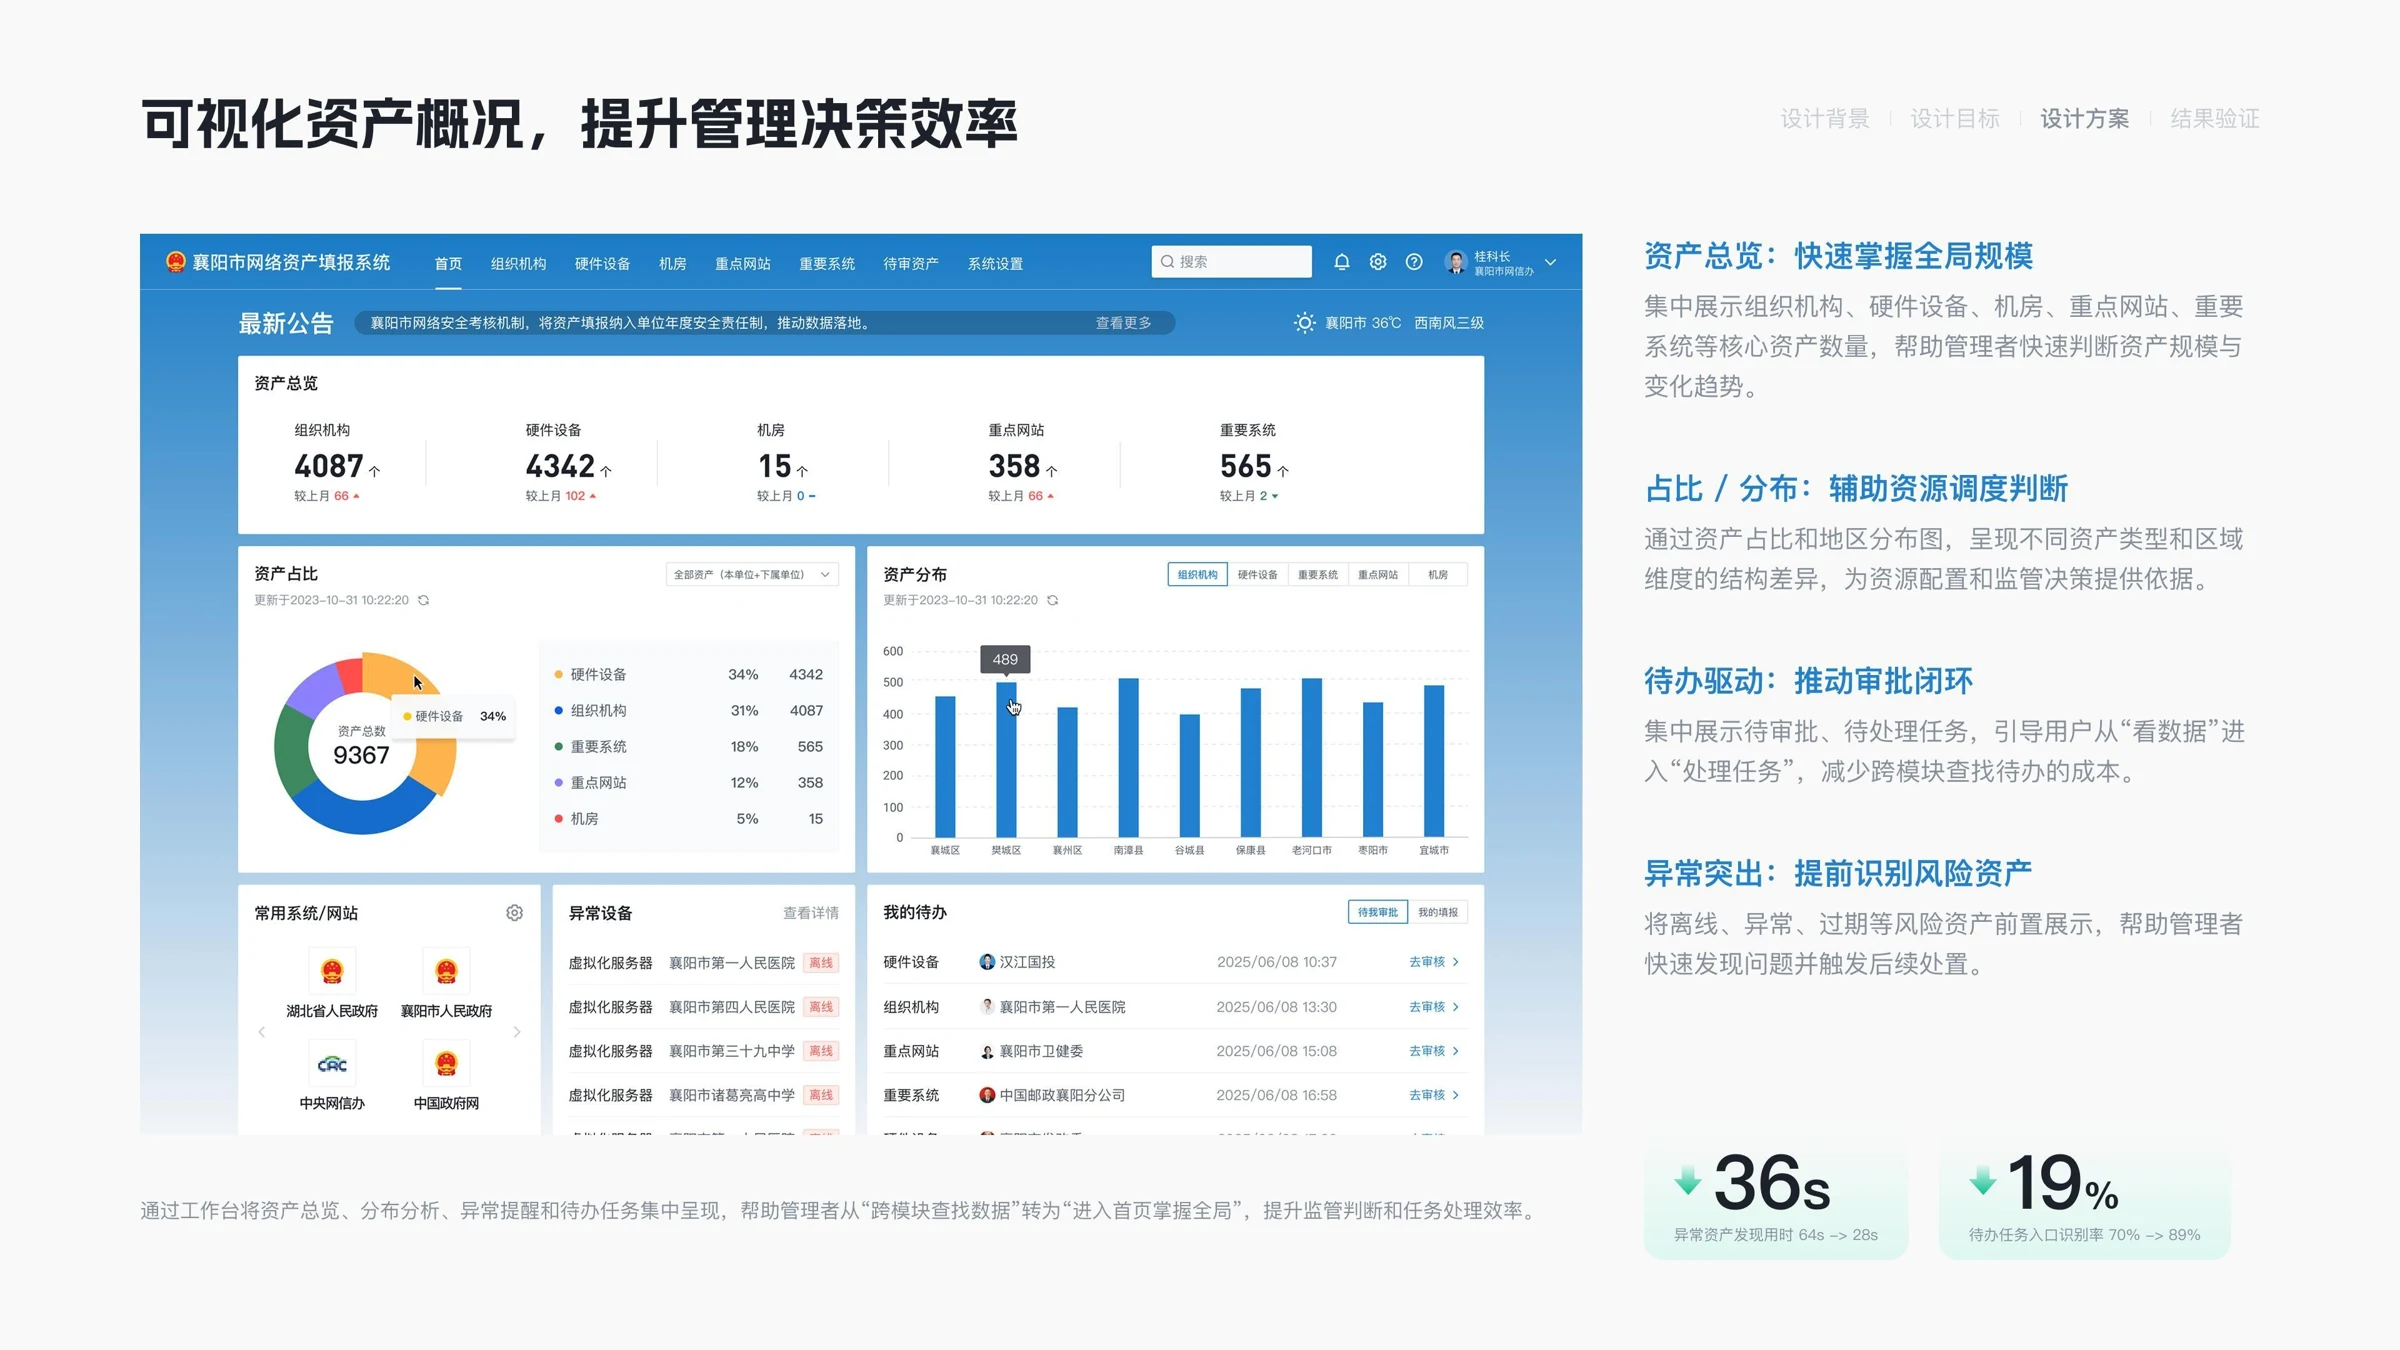 可视化资产概况，提升管理决策效率
设计背景 | 设计目标 | 设计方案 | 结果验证
襄阳市网络资产填报系统
首页 组织机构 硬件设备 机房 重点网站 重要系统 待审资产 系统设置
搜索
桂科长
襄阳市网信办
最新公告
襄阳市网络安全考核机制，将资产填报纳入单位年度安全责任制，推动数据落地。
查看更多
襄阳市 36℃ 西南风三级
资产总览
组织机构
4087 个
较上月 66
硬件设备
4342 个
较上月 102
机房
15 个
较上月 0
重点网站
358 个
较上月 66
重要系统
565 个
较上月 2
资产占比
全部资产（本单位+下属单位）
更新于2023-10-31 10:22:20
资产总数
9367
硬件设备 34%
硬件设备 34% 4342
组织机构 31% 4087
重要系统 18% 565
重点网站 12% 358
机房 5% 15
资产分布
组织机构 硬件设备 重要系统 重点网站 机房
更新于2023-10-31 10:22:20
600
500
400
300
200
100
0
489
襄城区 樊城区 襄州区 南漳县 谷城县 保康县 老河口市 枣阳市 宜城市
常用系统/网站
湖北省人民政府
襄阳市人民政府
CAC
中央网信办
中国政府网
异常设备
查看详情
虚拟化服务器 襄阳市第一人民医院 离线
虚拟化服务器 襄阳市第四人民医院 离线
虚拟化服务器 襄阳市第三十九中学 离线
虚拟化服务器 襄阳市诸葛亮高中学 离线
我的待办
待我审批 我的填报
硬件设备 汉江国投 2025/06/08 10:37 去审核
组织机构 襄阳市第一人民医院 2025/06/08 13:30 去审核
重点网站 襄阳市卫健委 2025/06/08 15:08 去审核
重要系统 中国邮政襄阳分公司 2025/06/08 16:58 去审核
通过工作台将资产总览、分布分析、异常提醒和待办任务集中呈现，帮助管理者从“跨模块查找数据”转为“进入首页掌握全局”，提升监管判断和任务处理效率。
资产总览：快速掌握全局规模
集中展示组织机构、硬件设备、机房、重点网站、重要
系统等核心资产数量，帮助管理者快速判断资产规模与
变化趋势。
占比 / 分布：辅助资源调度判断
通过资产占比和地区分布图，呈现不同资产类型和区域
维度的结构差异，为资源配置和监管决策提供依据。
待办驱动：推动审批闭环
集中展示待审批、待处理任务，引导用户从“看数据”进
入“处理任务”，减少跨模块查找待办的成本。
异常突出：提前识别风险资产
将离线、异常、过期等风险资产前置展示，帮助管理者
快速发现问题并触发后续处置。
36s
异常资产发现用时 64s –> 28s
19%
待办任务入口识别率 70% –> 89%